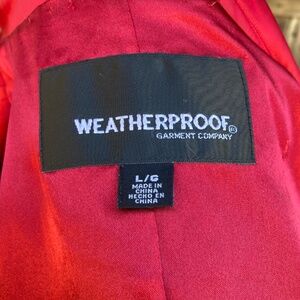 WEATHERPROOF®
GARMENT COMPANY
L/G
MADE IN
CHINA
HECHO EN
CHINA